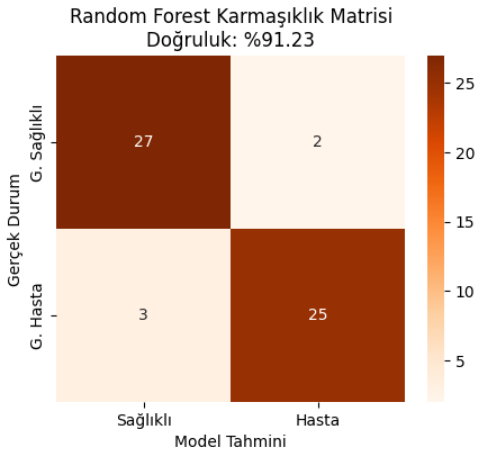 Random Forest Karmaşıklık Matrisi
Doğruluk: %91.23
Gerçek Durum
G. Sağlıklı
G. Hasta
27
2
3
25
Sağlıklı
Hasta
Model Tahmini
25
20
15
10
5